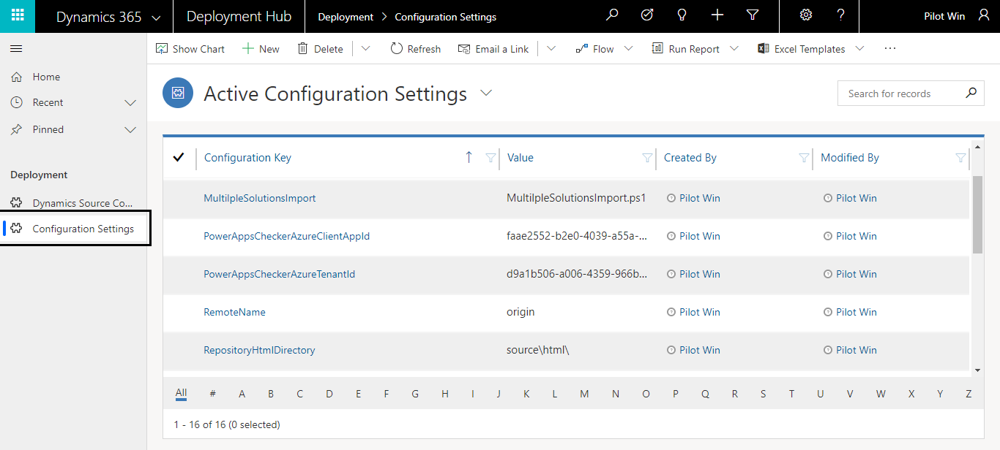 Dynamics 365 Deployment Hub Deployment > Configuration Settings ? Pilot Win
Show Chart New Delete Refresh Email a Link Flow Run Report Excel Templates ...
Home
Recent
Pinned
Deployment
Dynamics Source Co...
Configuration Settings
Active Configuration Settings
Search for records
Configuration Key Value Created By Modified By
MultilpleSolutionsImport MultilpleSolutionsImport.ps1 Pilot Win Pilot Win
PowerAppsCheckerAzureClientAppId faae2552-b2e0-4039-a55a-... Pilot Win Pilot Win
PowerAppsCheckerAzureTenantId d9a1b506-a006-4359-966b... Pilot Win Pilot Win
RemoteName origin Pilot Win Pilot Win
RepositoryHtmlDirectory source\html\ Pilot Win Pilot Win
All # A B C D E F G H I J K L M N O P Q R S T U V W X Y Z
1 - 16 of 16 (0 selected)